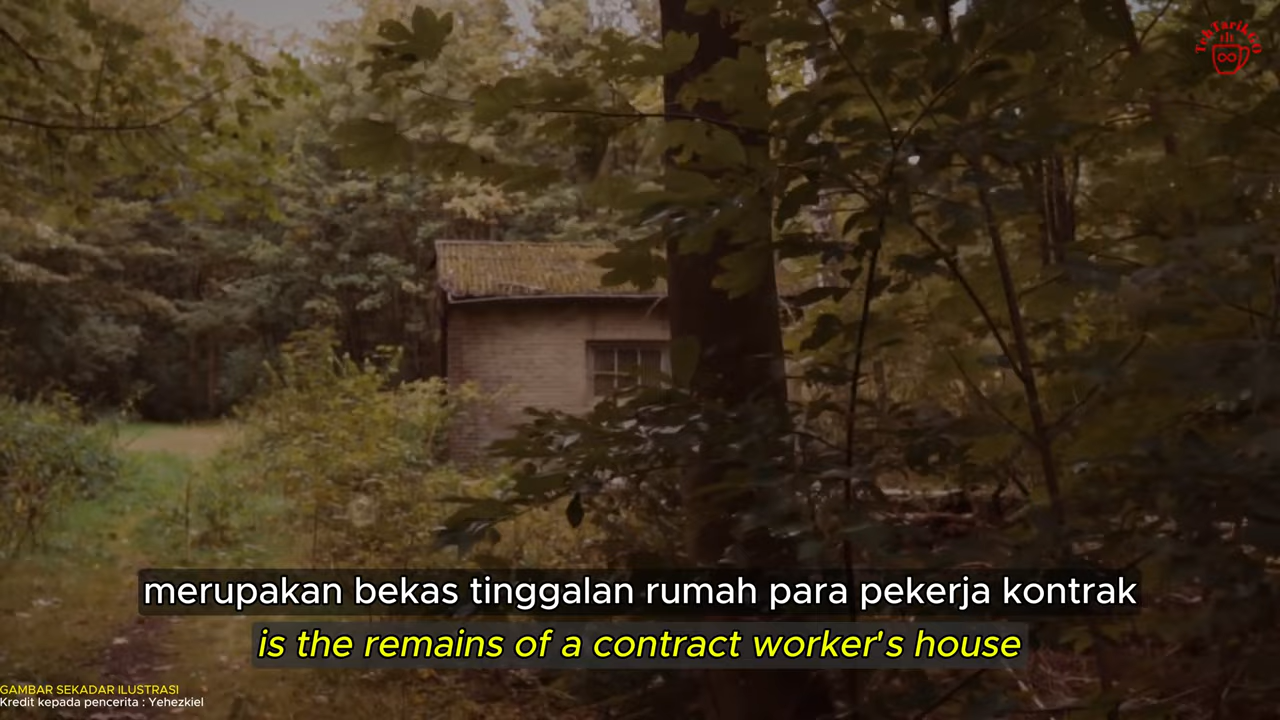 TehTarikGO
merupakan bekas tinggalan rumah para pekerja kontrak
is the remains of a contract worker's house
GAMBAR SEKADAR ILUSTRASI
Kredit kepada pencerita : Yehezkiel